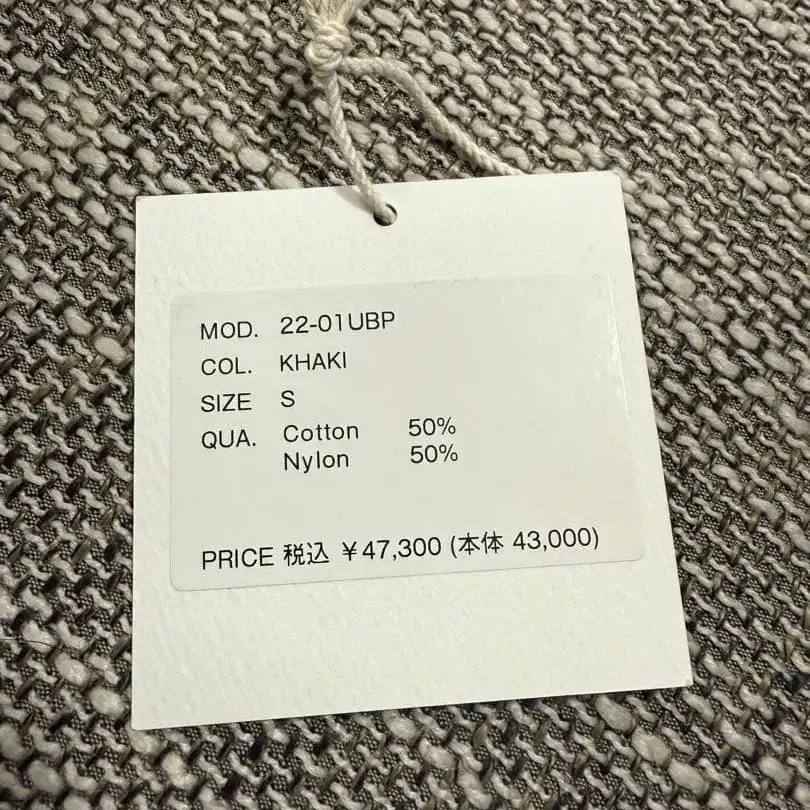 MOD. 22-01UBP
COL. KHAKI
SIZE S
QUA. Cotton 50%
Nylon 50%
PRICE 税込 ¥47,300 (本体 43,000)